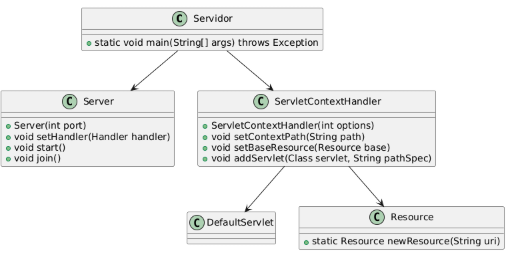 C Servidor
static void main(String[] args) throws Exception
C Server
Server(int port)
void setHandler(Handler handler)
void start()
void join()
C ServletContextHandler
ServletContextHandler(int options)
void setContextPath(String path)
void setBaseResource(Resource base)
void addServlet(Class servlet, String pathSpec)
C DefaultServlet
C Resource
static Resource newResource(String uri)